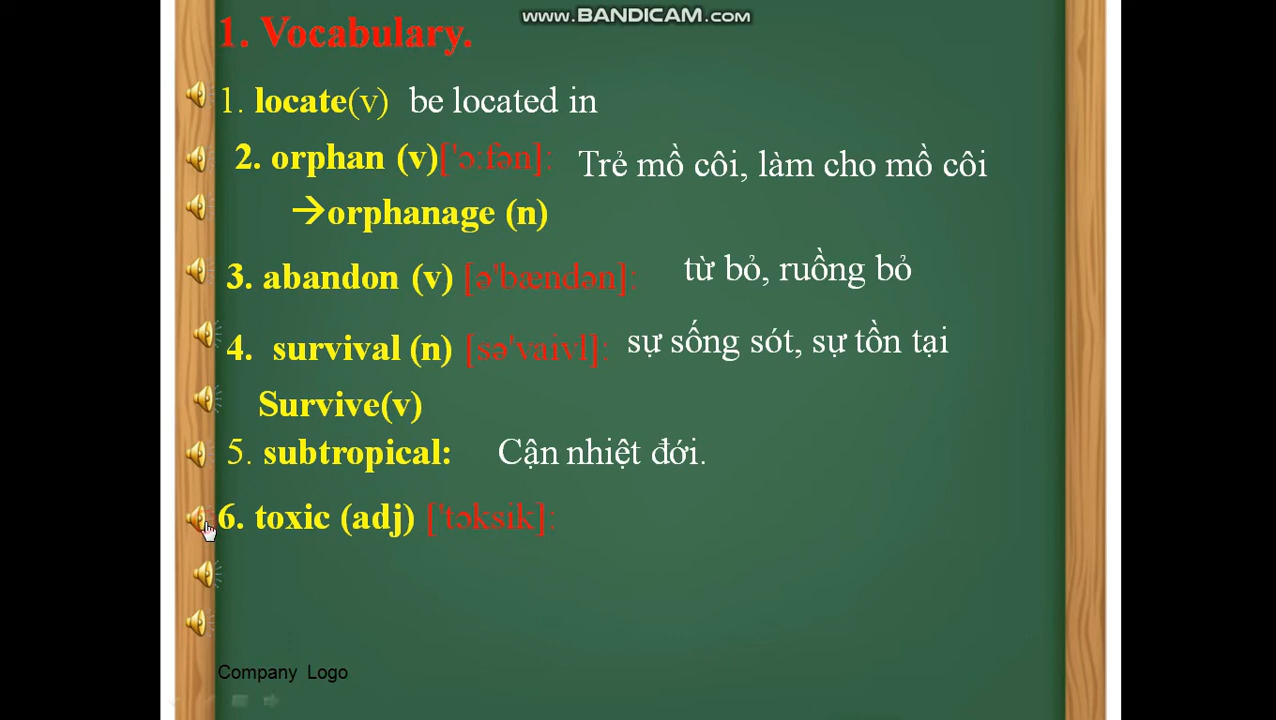 www.BANDICAM.com
1. Vocabulary.
1. locate(v) be located in
2. orphan (v)['ɔ:fən]: Trẻ mồ côi, làm cho mồ côi
→orphanage (n)
3. abandon (v) [ə'bændən]: từ bỏ, ruồng bỏ
4. survival (n) [sə'vaivl]: sự sống sót, sự tồn tại
Survive(v)
5. subtropical: Cận nhiệt đới.
6. toxic (adj) ['tɔksik]:
Company Logo